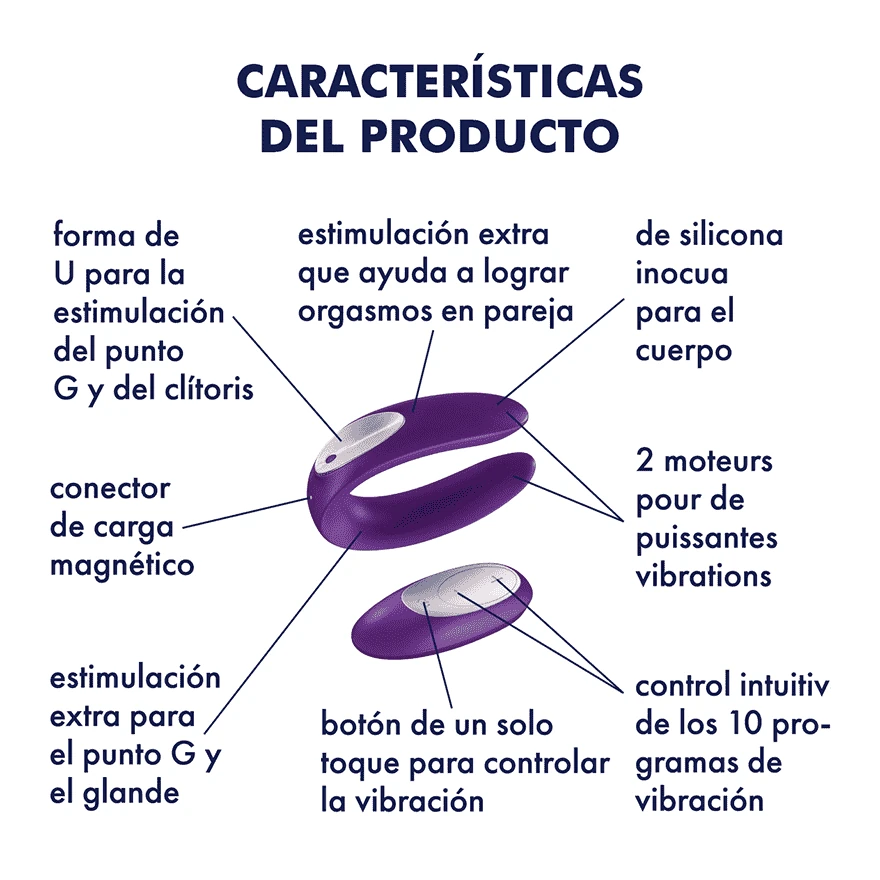 CARACTERÍSTICAS
DEL PRODUCTO
forma de
U para la
estimulación
del punto
G y del clítoris
estimulación extra
que ayuda a lograr
orgasmos en pareja
de silicona
inocua
para el
cuerpo
conector
de carga
magnético
2 moteurs
pour de
puissantes
vibrations
estimulación
extra para
el punto G y
el glande
botón de un solo
toque para controlar
la vibración
control intuitiv
de los 10 pro-
gramas de
vibración